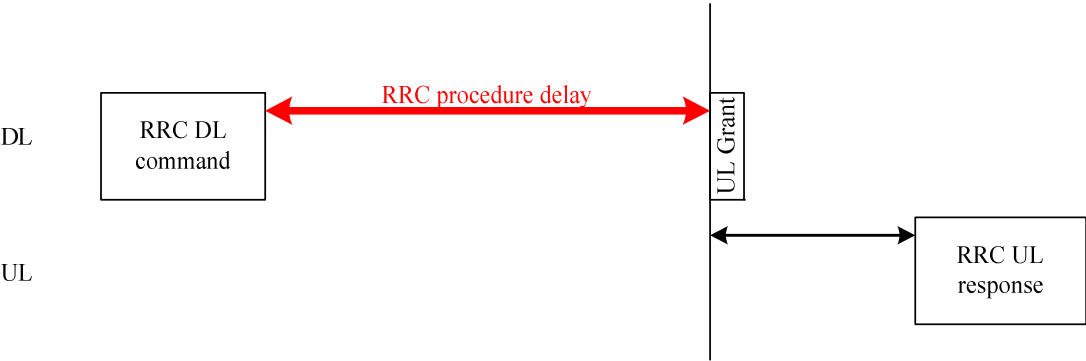 RRC procedure delay
DL
RRC DL
command
UL Grant
UL
RRC UL
response